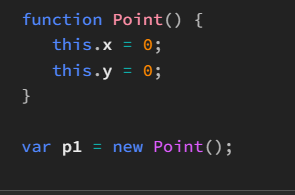 function Point() {
   this.x = 0;
   this.y = 0;
}

var p1 = new Point();